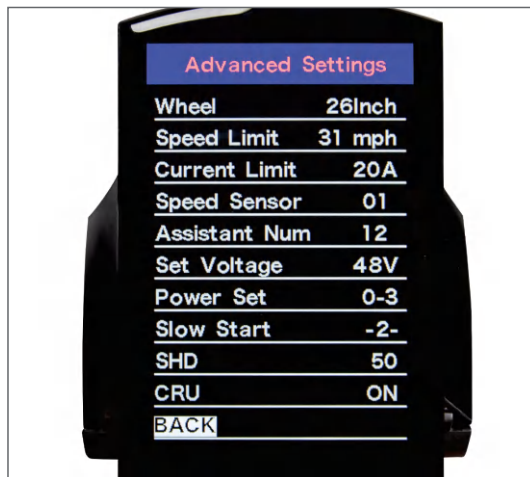 Advanced Settings
Wheel 26Inch
Speed Limit 31 mph
Current Limit 20A
Speed Sensor 01
Assistant Num 12
Set Voltage 48V
Power Set 0-3
Slow Start -2-
SHD 50
CRU ON
BACK